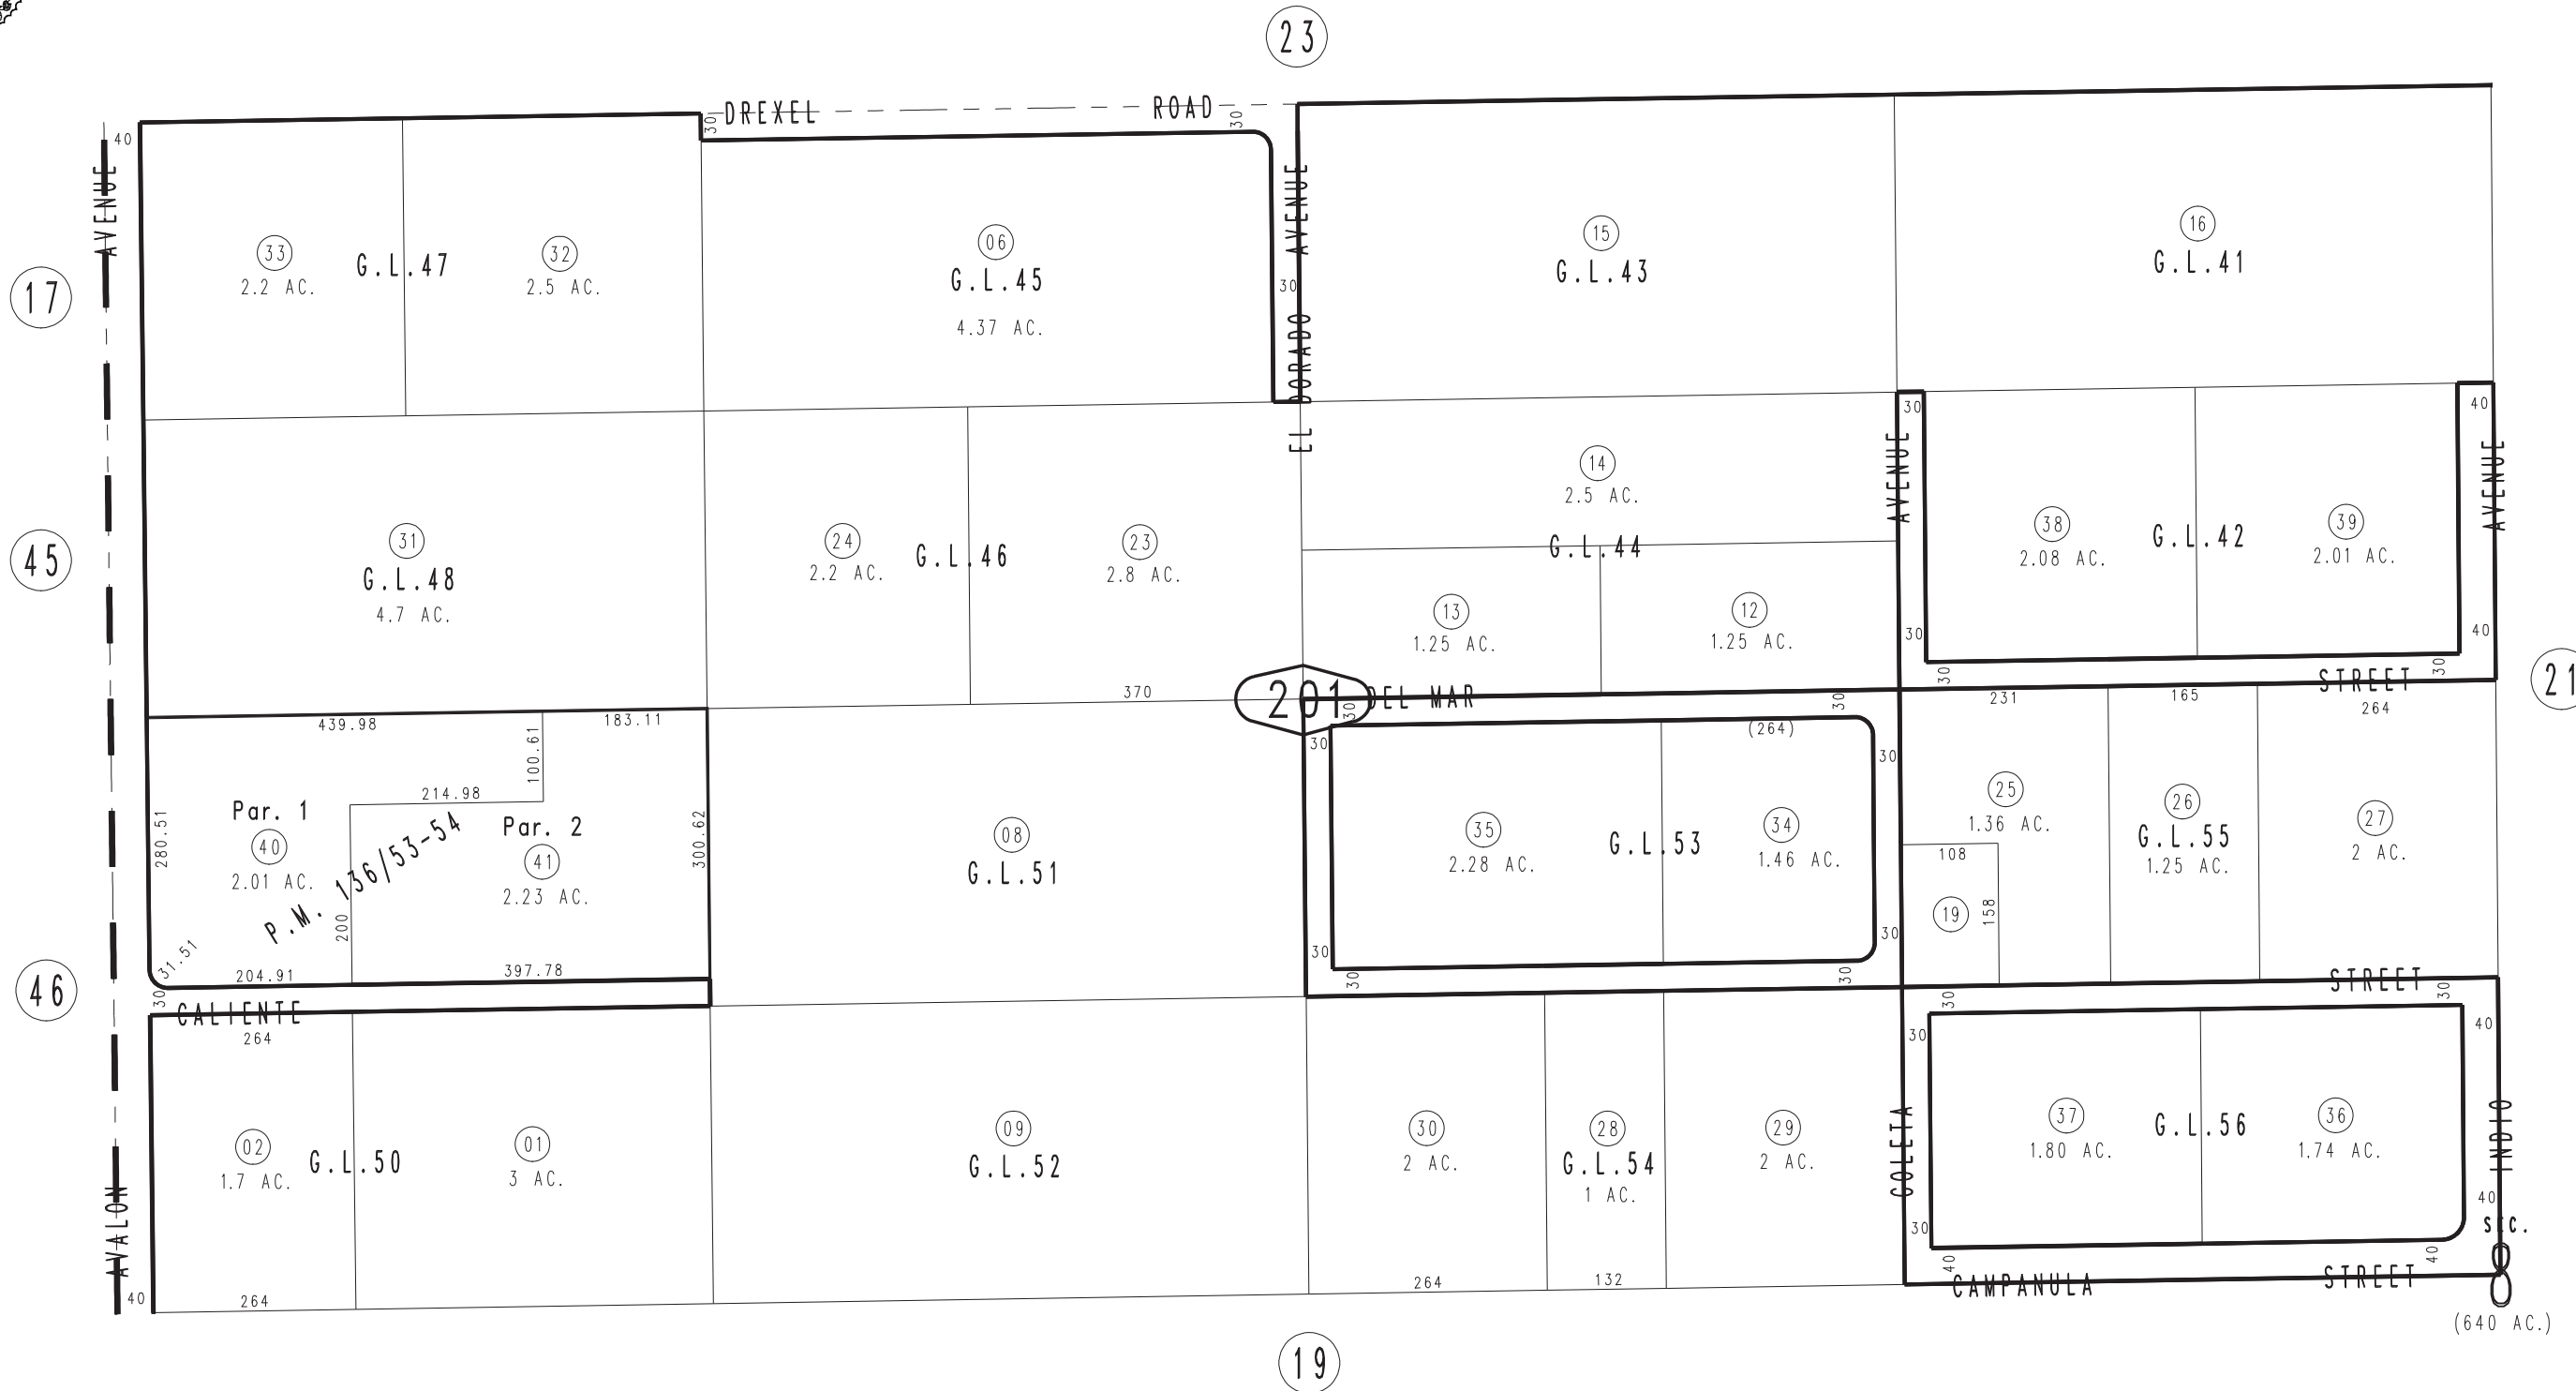 23
DREXEL ROAD
30
30
40
AVENUE
17
33
2.2 AC.
G.L.47
32
2.5 AC.
06
G.L.45
4.37 AC.
EL DORADO AVENUE
30
15
G.L.43
16
G.L.41
45
31
G.L.48
4.7 AC.
24
2.2 AC.
G.L.46
23
2.8 AC.
370
14
2.5 AC.
G.L.44
13
1.25 AC.
12
1.25 AC.
AVENUE
30
30
38
2.08 AC.
G.L.42
39
2.01 AC.
40
40
AVENUE
30
30
201
DEL MAR
STREET
21
439.98
183.11
100.61
214.98
280.51
Par. 1
40
2.01 AC.
P.M. 136/53-54
Par. 2
41
2.23 AC.
300.62
200
31.51
204.91
397.78
08
G.L.51
30
30
30
30
(264)
35
2.28 AC.
G.L.53
34
1.46 AC.
30
30
30
30
231
165
264
25
1.36 AC.
108
19
158
26
G.L.55
1.25 AC.
27
2 AC.
46
30
CALIENTE
STREET
264
02
1.7 AC.
G.L.50
01
3 AC.
264
40
AVALON
09
G.L.52
30
2 AC.
264
28
G.L.54
1 AC.
132
29
2 AC.
COLETA
30
30
30
30
37
1.80 AC.
G.L.56
36
1.74 AC.
40
40
40
40
INDIO
CAMPANULA STREET
SEC.
8
(640 AC.)
19